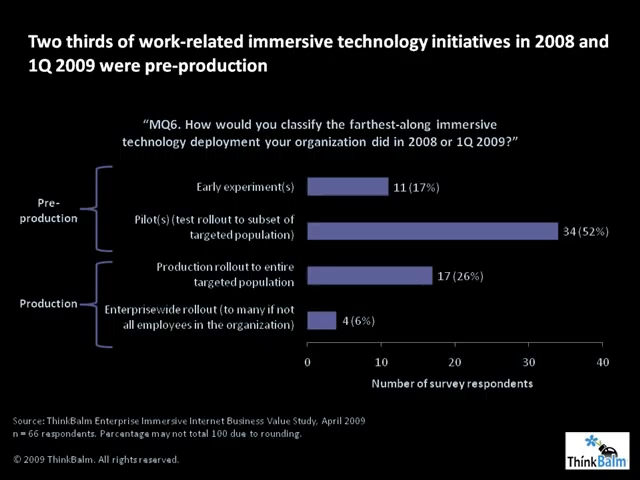 Two thirds of work-related immersive technology initiatives in 2008 and
1Q 2009 were pre-production
“MQ6. How would you classify the farthest-along immersive
technology deployment your organization did in 2008 or 1Q 2009?”
Pre-
production
Early experiment(s)
11 (17%)
Pilot(s) (test rollout to subset of
targeted population)
34 (52%)
Production
Production rollout to entire
targeted population
17 (26%)
Enterprisewide rollout (to many if not
all employees in the organization)
4 (6%)
0 10 20 30 40
Number of survey respondents
Source: ThinkBalm Enterprise Immersive Internet Business Value Study, April 2009
n = 66 respondents. Percentage may not total 100 due to rounding.
© 2009 ThinkBalm. All rights reserved.
ThinkBalm